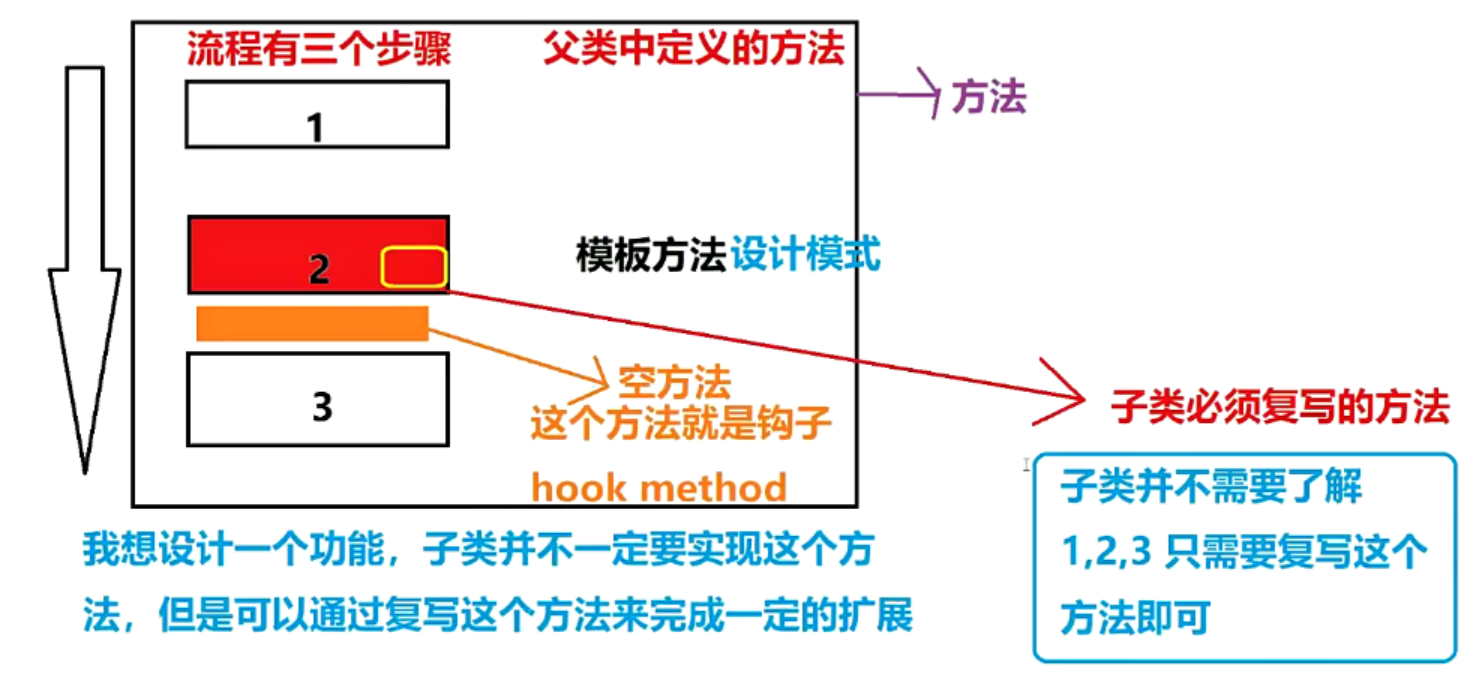 流程有三个步骤
父类中定义的方法
1
方法
2
模板方法设计模式
空方法
3
这个方法就是钩子
子类必须复写的方法
hook method
子类并不需要了解
1,2,3 只需要复写这个
方法即可
我想设计一个功能，子类并不一定要实现这个方
法，但是可以通过复写这个方法来完成一定的扩展